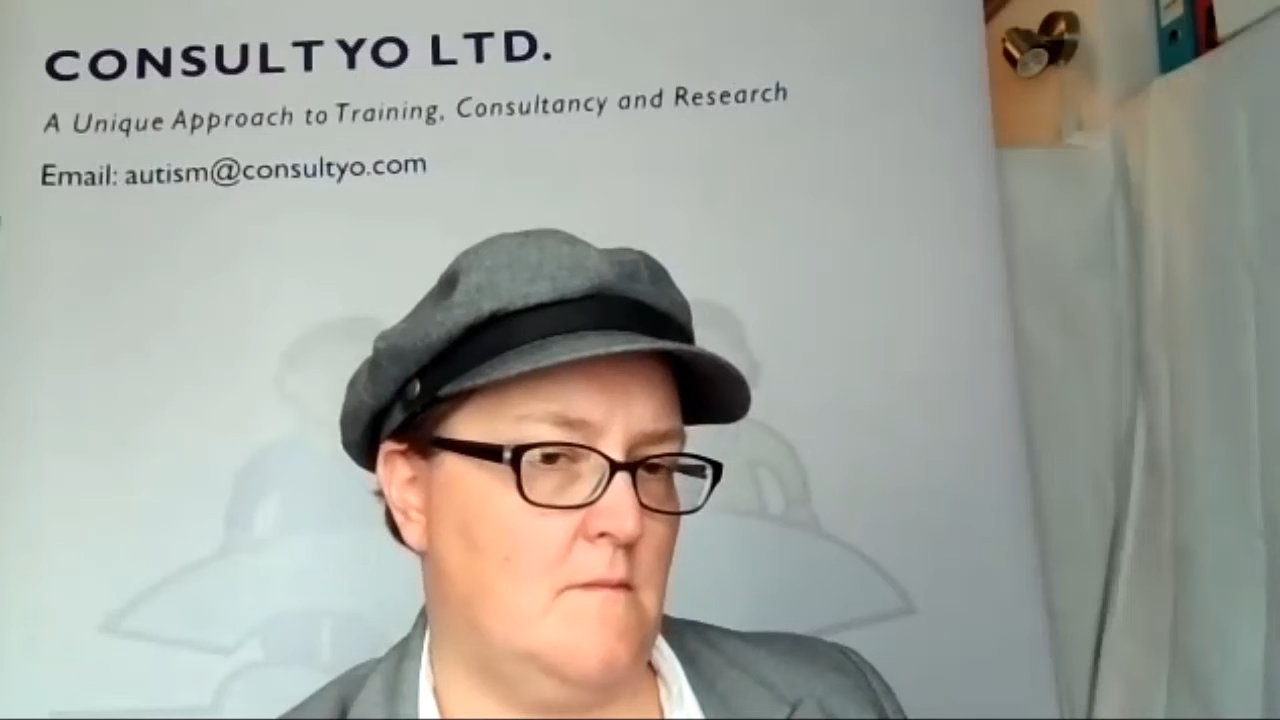 CONSULTYO LTD.
A Unique Approach to Training, Consultancy and Research
Email: autism@consultyo.com